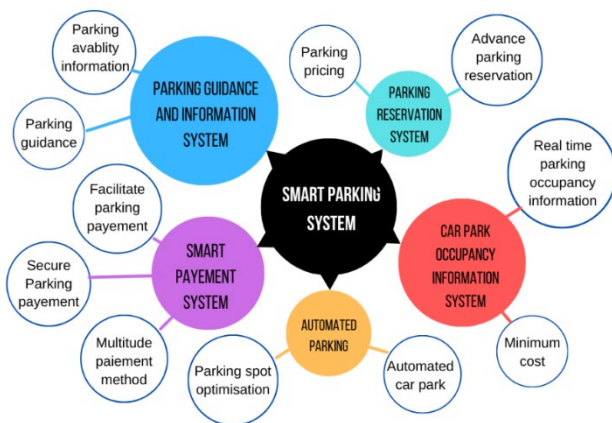 Parking
avablity
information
PARKING GUIDANCE
AND INFORMATION
SYSTEM
Parking
guidance
Parking
pricing
Advance
parking
reservation
PARKING
RESERVATION
SYSTEM
SMART PARKING
SYSTEM
Real time
parking
occupancy
information
CAR PARK
OCCUPANCY
INFORMATION
SYSTEM
Minimum
cost
Facilitate
parking
payement
Secure
Parking
payement
Multitude
paiement
method
SMART
PAYEMENT
SYSTEM
AUTOMATED
PARKING
Parking spot
optimisation
Automated
car park